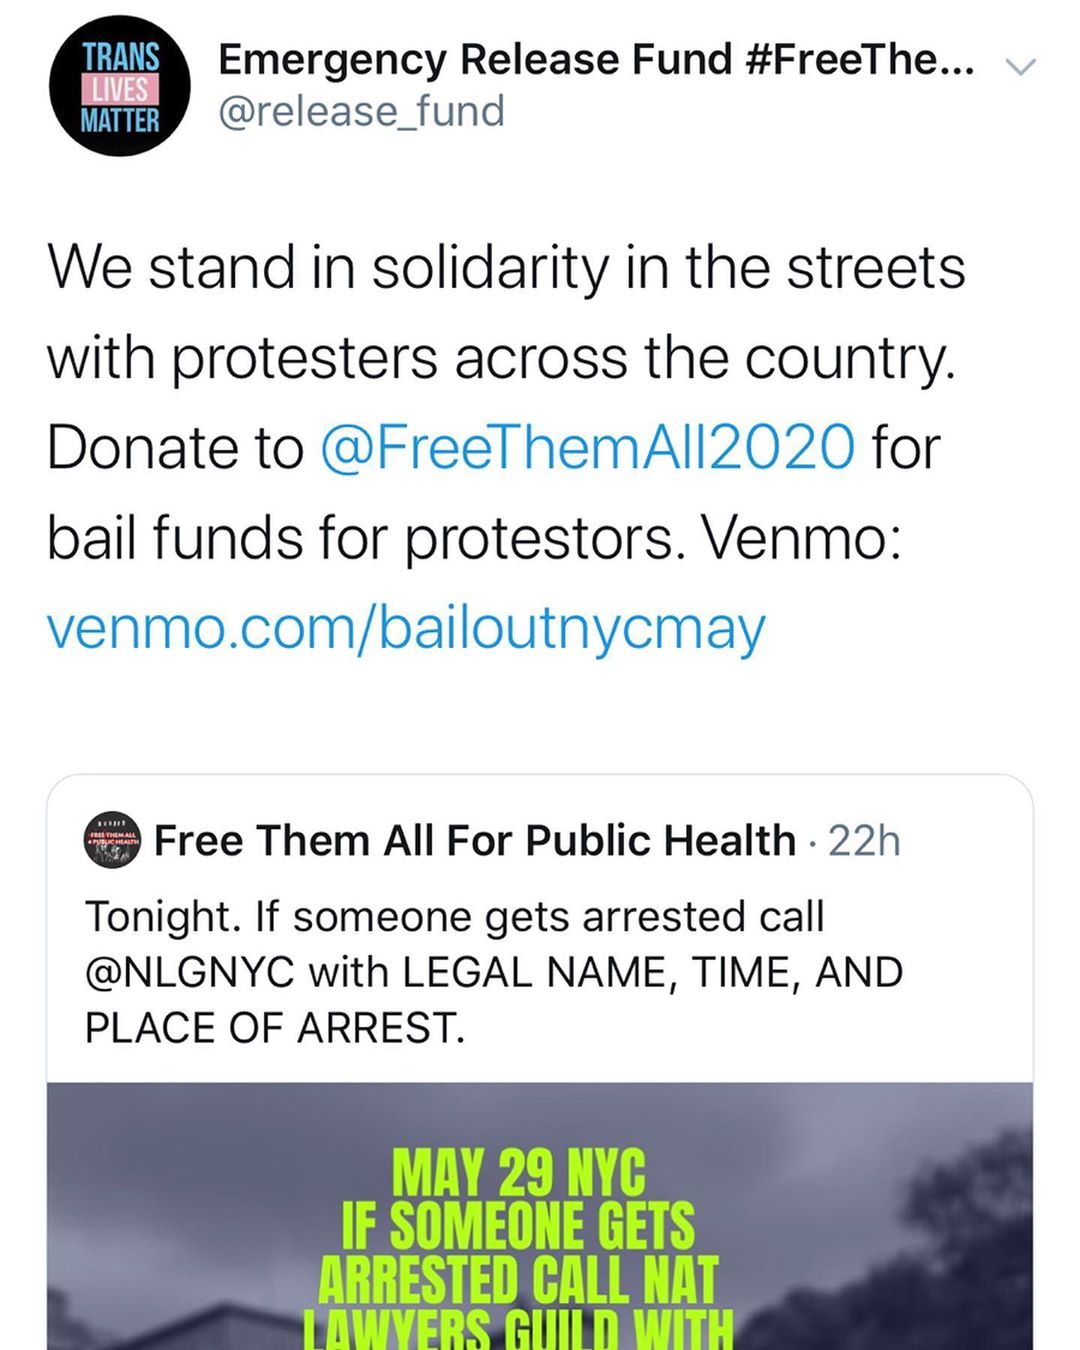 TRANS
LIVES
MATTER
Emergency Release Fund #FreeThe...
@release_fund
We stand in solidarity in the streets
with protesters across the country.
Donate to @FreeThemAll2020 for
bail funds for protestors. Venmo:
venmo.com/bailoutnycmay
FREE THEM ALL
4 PUBLIC HEALTH
Free Them All For Public Health · 22h
Tonight. If someone gets arrested call
@NLGNYC with LEGAL NAME, TIME, AND
PLACE OF ARREST.
MAY 29 NYC
IF SOMEONE GETS
ARRESTED CALL NAT
LAWYERS GUILD WITH